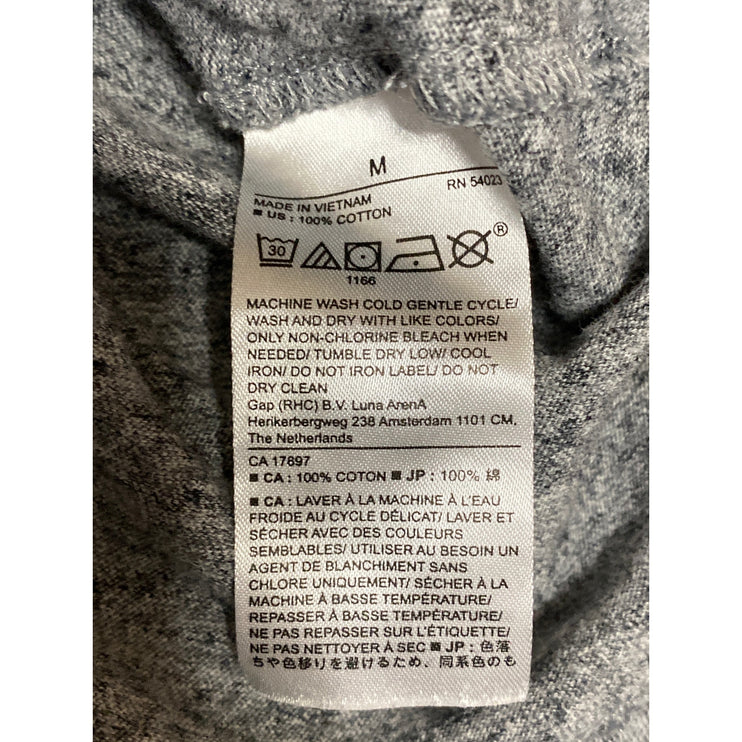 M
RN 54023
MADE IN VIETNAM
■ US : 100% COTTON
30
®
1166
MACHINE WASH COLD GENTLE CYCLE/
WASH AND DRY WITH LIKE COLORS/
ONLY NON-CHLORINE BLEACH WHEN
NEEDED/ TUMBLE DRY LOW/ COOL
IRON/ DO NOT IRON LABEL/ DO NOT
DRY CLEAN
Gap (RHC) B.V. Luna ArenA
Herikerbergweg 238 Amsterdam 1101 CM,
The Netherlands
CA 17897
■ CA : 100% COTON ■ JP : 100% 綿
■ CA : LAVER À LA MACHINE À L'EAU
FROIDE AU CYCLE DÉLICAT/ LAVER ET
SÉCHER AVEC DES COULEURS
SEMBLABLES/ UTILISER AU BESOIN UN
AGENT DE BLANCHIMENT SANS
CHLORE UNIQUEMENT/ SÉCHER À LA
MACHINE À BASSE TEMPÉRATURE/
REPASSER À BASSE TEMPÉRATURE/
NE PAS REPASSER SUR L'ÉTIQUETTE/
NE PAS NETTOYER À SEC ■ JP : 色落
ちや色移りを避けるため、同系色のも